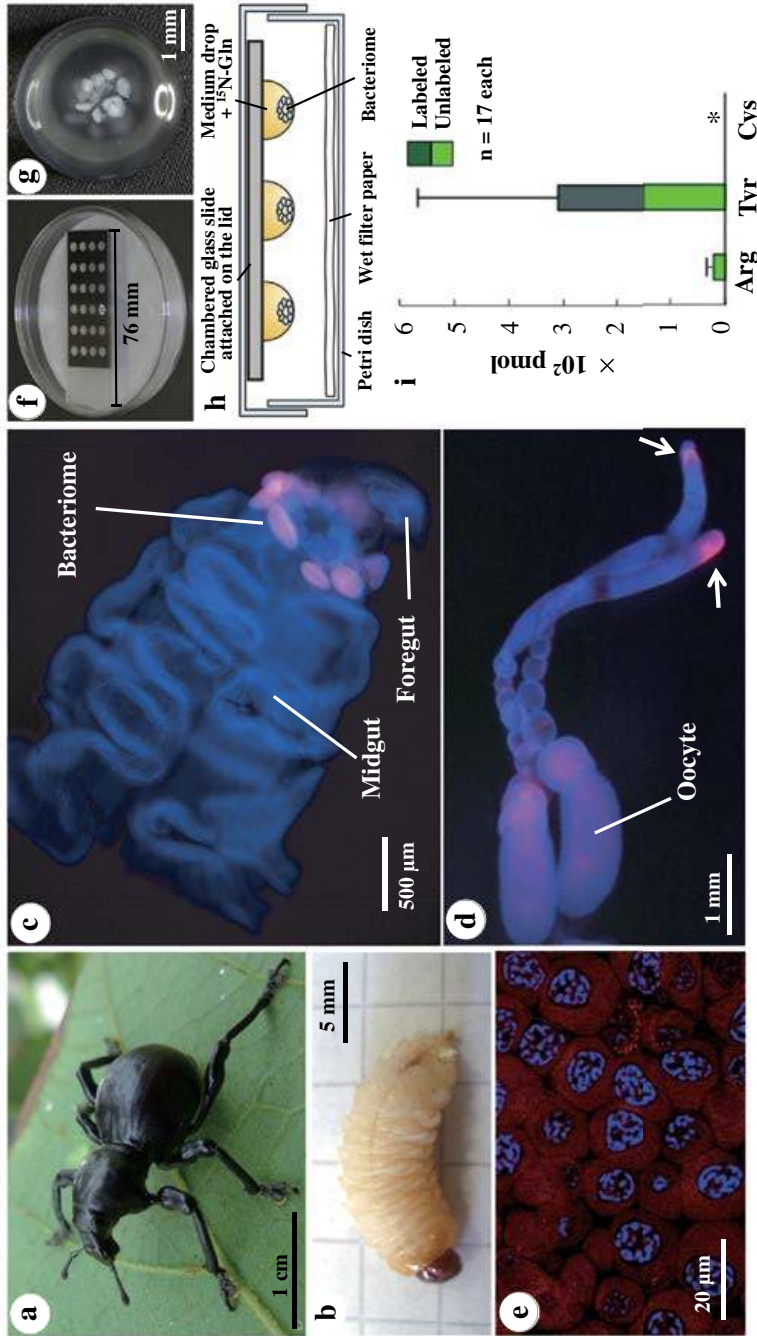 a
1 cm
b
5 mm
e
20 µm
c
Bacteriome
Midgut
Foregut
500 µm
d
Oocyte
1 mm
f
76 mm
g
1 mm
h
Chambered glass slide
attached on the lid
Medium drop
+ ¹⁵N-Gln
Petri dish
Wet filter paper
Bacteriome
i
Labeled
Unlabeled
n = 17 each
× 10² pmol
6
5
4
3
2
1
0
*
Arg Tvr Cvs